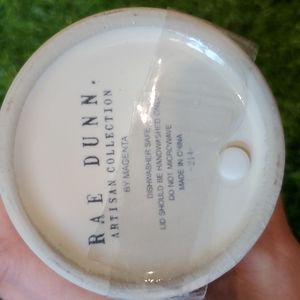 RAE DUNN.
ARTISAN COLLECTION
BY MAGENTA
DISHWASHER SAFE
LID SHOULD BE HANDWASHED ONLY
DO NOT MICROWAVE
MADE IN CHINA
214